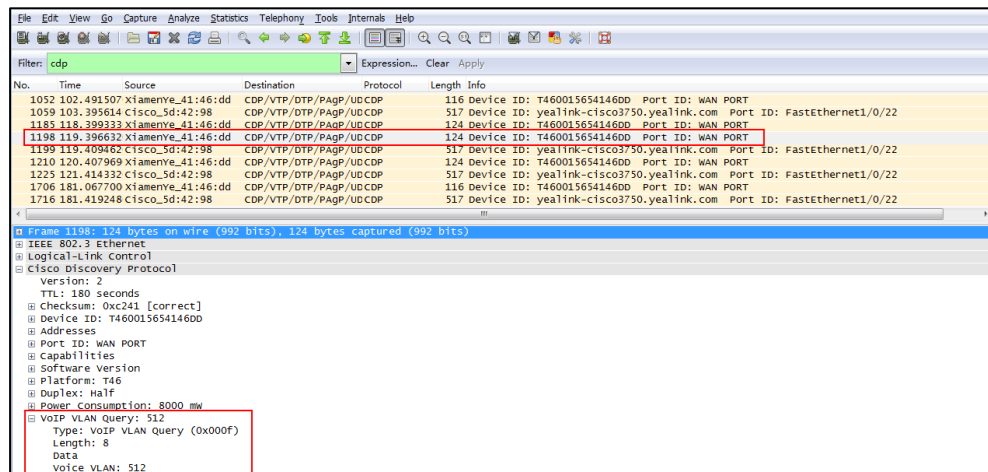 File Edit View Go Capture Analyze Statistics Telephony Tools Internals Help
Filter: cdp Expression... Clear Apply
No. Time Source Destination Protocol Length Info
1052 102.491507 XiamenYe_41:46:dd CDP/VTP/DTP/PAgP/UDCDP 116 Device ID: T460015654146DD Port ID: WAN PORT
1059 103.395614 Cisco_5d:42:98 CDP/VTP/DTP/PAgP/UDCDP 517 Device ID: yealink-cisco3750.yealink.com Port ID: FastEthernet1/0/22
1185 118.399333 XiamenYe_41:46:dd CDP/VTP/DTP/PAgP/UDCDP 124 Device ID: T460015654146DD Port ID: WAN PORT
1198 119.396632 XiamenYe_41:46:dd CDP/VTP/DTP/PAgP/UDCDP 124 Device ID: T460015654146DD Port ID: WAN PORT
1199 119.409462 Cisco_5d:42:98 CDP/VTP/DTP/PAgP/UDCDP 517 Device ID: yealink-cisco3750.yealink.com Port ID: FastEthernet1/0/22
1210 120.407969 XiamenYe_41:46:dd CDP/VTP/DTP/PAgP/UDCDP 124 Device ID: T460015654146DD Port ID: WAN PORT
1225 121.414332 Cisco_5d:42:98 CDP/VTP/DTP/PAgP/UDCDP 517 Device ID: yealink-cisco3750.yealink.com Port ID: FastEthernet1/0/22
1706 181.067700 XiamenYe_41:46:dd CDP/VTP/DTP/PAgP/UDCDP 116 Device ID: T460015654146DD Port ID: WAN PORT
1716 181.419248 Cisco_5d:42:98 CDP/VTP/DTP/PAgP/UDCDP 517 Device ID: yealink-cisco3750.yealink.com Port ID: FastEthernet1/0/22
Frame 1198: 124 bytes on wire (992 bits), 124 bytes captured (992 bits)
IEEE 802.3 Ethernet
Logical-Link Control
Cisco Discovery Protocol
Version: 2
TTL: 180 seconds
Checksum: 0xc241 [correct]
Device ID: T460015654146DD
Addresses
Port ID: WAN PORT
Capabilities
Software Version
Platform: T46
Duplex: Half
Power Consumption: 8000 mW
VoIP VLAN Query: 512
Type: VoIP VLAN Query (0x000f)
Length: 8
Data
Voice VLAN: 512